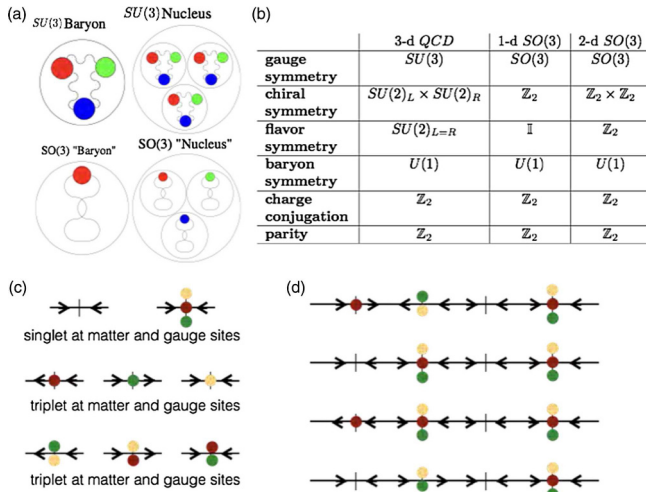 (a)
SU(3) Baryon
SU(3) Nucleus
SO(3) "Baryon"
SO(3) "Nucleus"
(b)
3-d QCD 1-d SO(3) 2-d SO(3)
gauge symmetry SU(3) SO(3) SO(3)
chiral symmetry SU(2)_L × SU(2)_R ℤ₂ ℤ₂ × ℤ₂
flavor symmetry SU(2)_{L=R} 𝕀 ℤ₂
baryon symmetry U(1) U(1) U(1)
charge conjugation ℤ₂ ℤ₂ ℤ₂
parity ℤ₂ ℤ₂ ℤ₂
(c)
singlet at matter and gauge sites
triplet at matter and gauge sites
triplet at matter and gauge sites
(d)